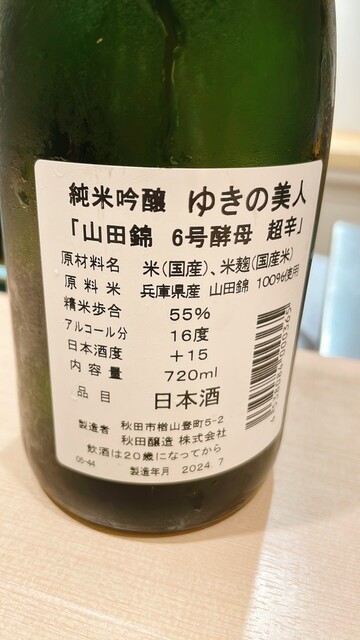 純米吟醸 ゆきの美人
「山田錦 6号酵母 超辛」
原材料名 米(国産)、米麹(国産米)
原料米 兵庫県産 山田錦 100%使用
精米歩合 55%
アルコール分 16度
日本酒度 +15
内容量 720ml
品目 日本酒
製造者 秋田市楢山登町5-2
秋田醸造 株式会社
飲酒は20歳になってから
05-44 製造年月 2024.7